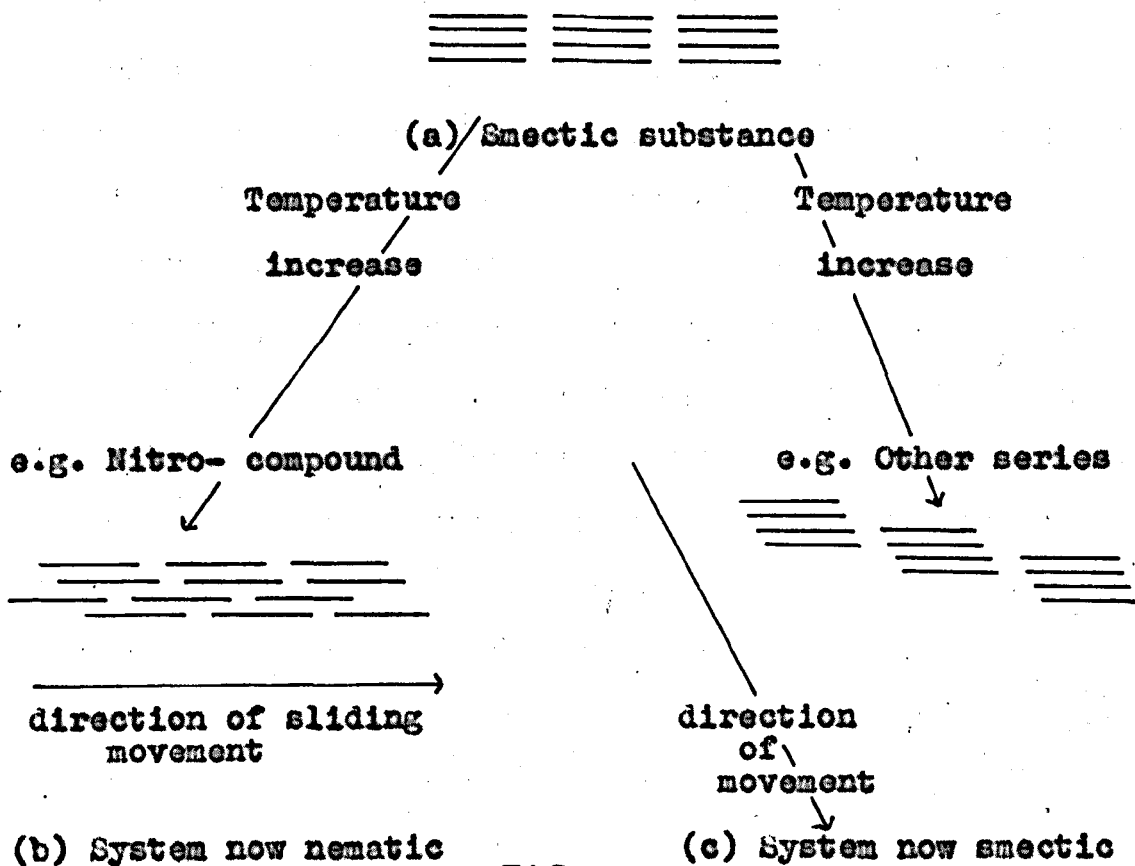 (a) Smectic substance
Temperature
increase
Temperature
increase
e.g. Nitro- compound
e.g. Other series
direction of sliding
movement
direction
of
movement
(b) System now nematic
(c) System now smectic